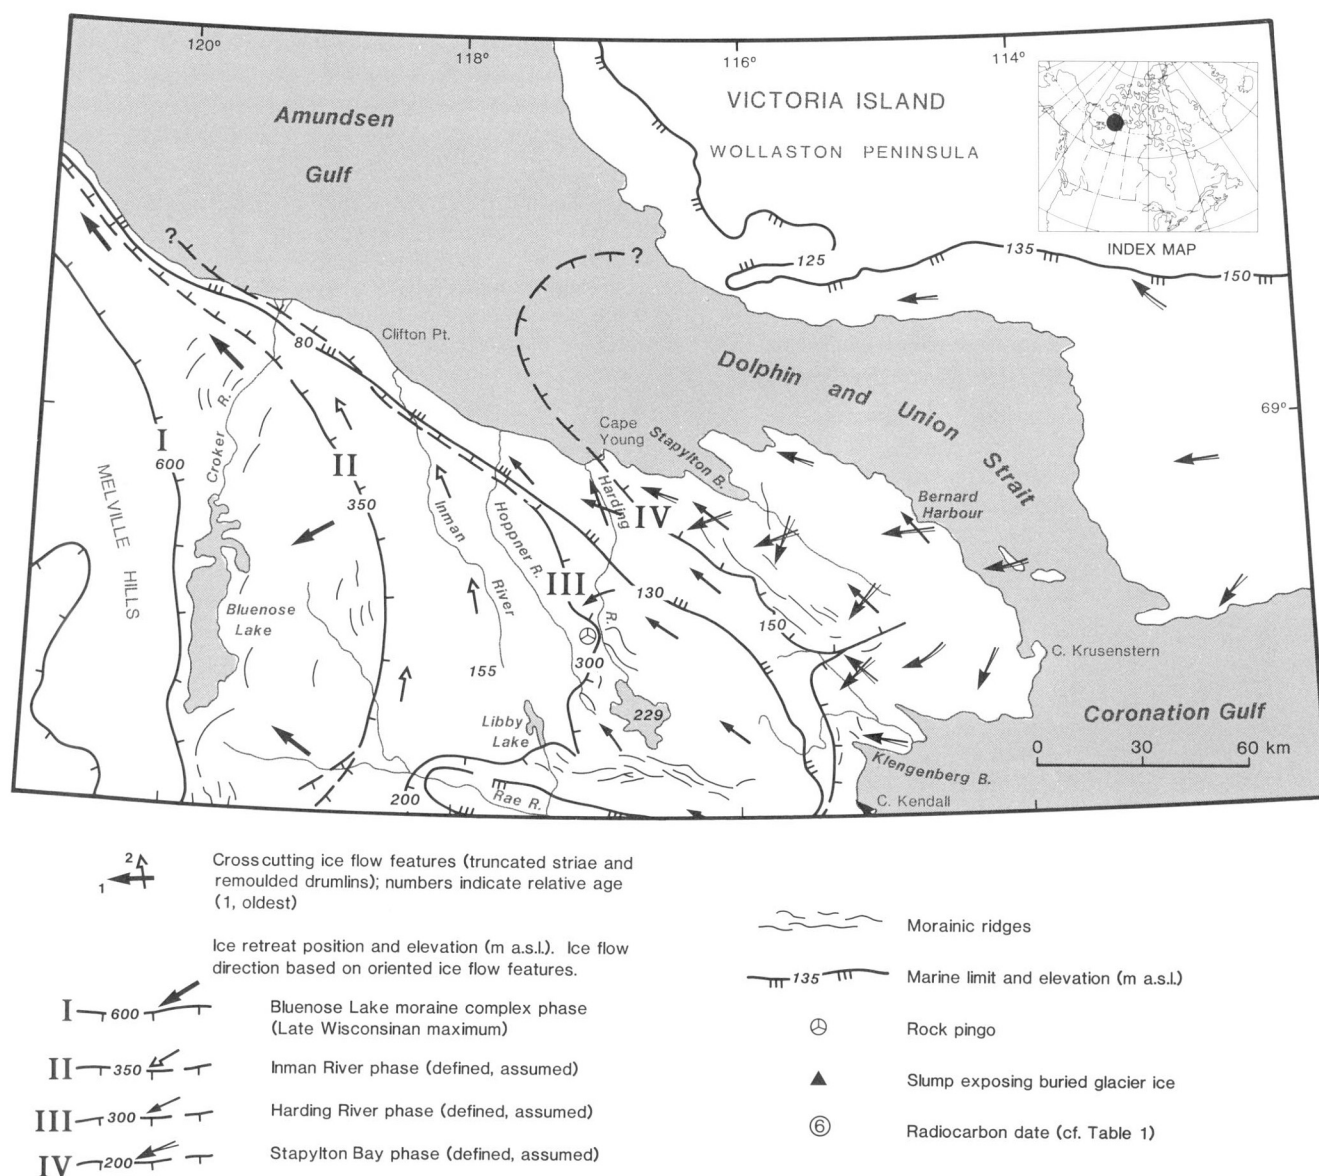 120°
118°
116°
114°
Amundsen
Gulf
VICTORIA ISLAND
WOLLASTON PENINSULA
INDEX MAP
?
?
125
135
150
Clifton Pt.
80
Dolphin and Union Strait
69°
Cape
Young
Stapylton B.
Bernard
Harbour
I
600
II
350
III
IV
MELVILLE HILLS
Croker R.
Inman River
Hoppner R.
Harding R.
130
150
Bluenose
Lake
155
300
229
Libby
Lake
C. Krusenstern
Coronation Gulf
0 60 km
Klengenberg B.
C. Kendall
200
Rae R.
2
1
Crosscutting ice flow features (truncated striae and
remoulded drumlins); numbers indicate relative age
(1, oldest)
Ice retreat position and elevation (m a.s.l.). Ice flow
direction based on oriented ice flow features.
I 600 Bluenose Lake moraine complex phase
(Late Wisconsinan maximum)
II 350 Inman River phase (defined, assumed)
III 300 Harding River phase (defined, assumed)
IV 200 Stapylton Bay phase (defined, assumed)
Morainic ridges
135 Marine limit and elevation (m a.s.l.)
Rock pingo
Slump exposing buried glacier ice
6 Radiocarbon date (cf. Table 1)